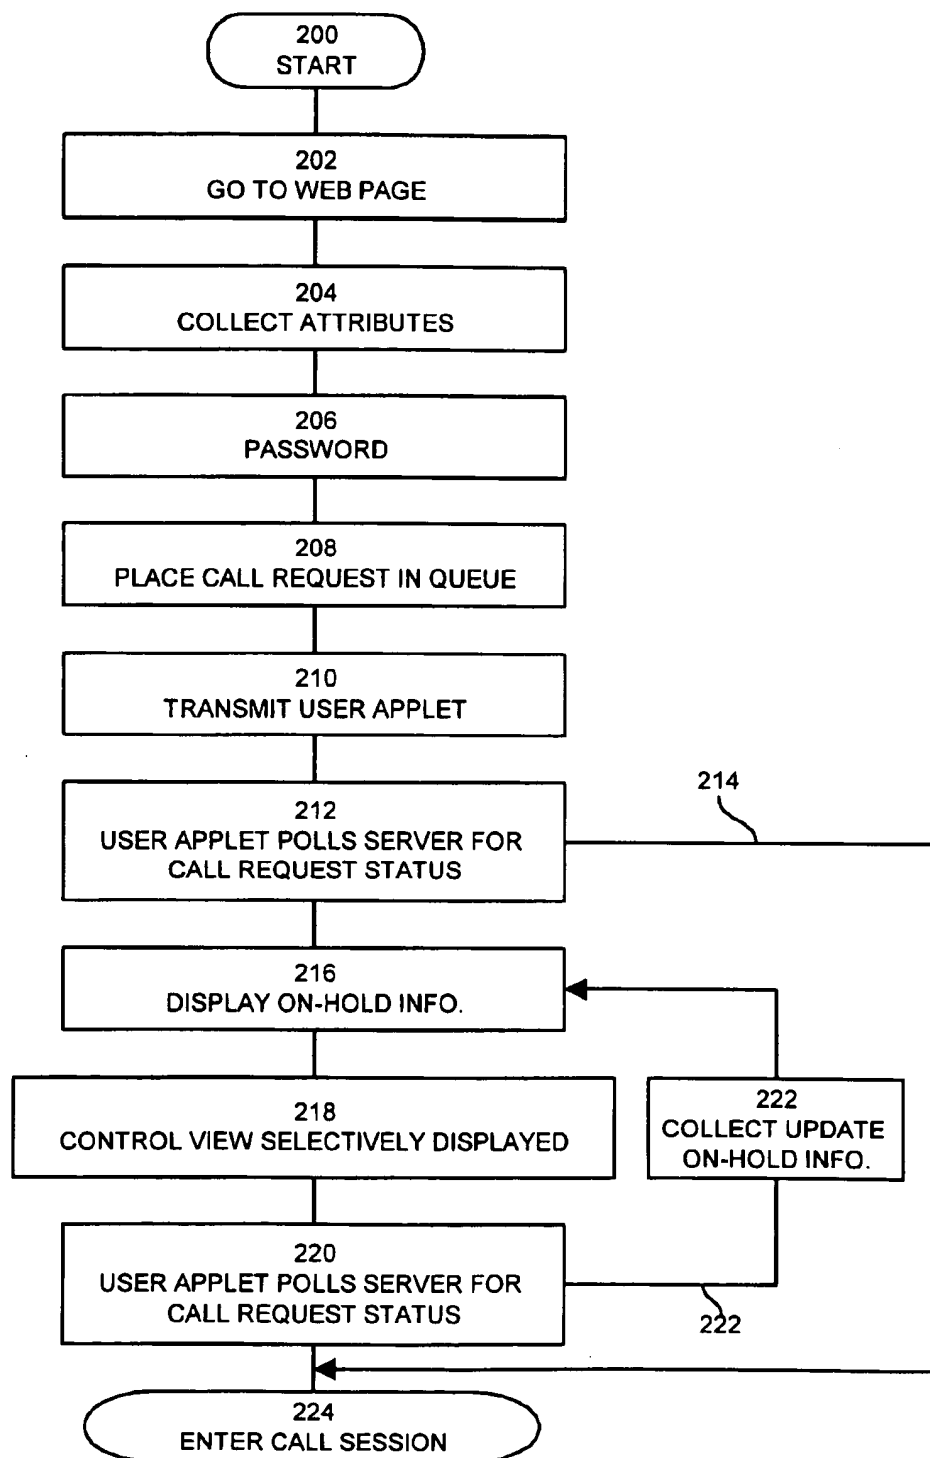 200
START
202
GO TO WEB PAGE
204
COLLECT ATTRIBUTES
206
PASSWORD
208
PLACE CALL REQUEST IN QUEUE
210
TRANSMIT USER APPLET
212
USER APPLET POLLS SERVER FOR
CALL REQUEST STATUS
214
216
DISPLAY ON-HOLD INFO.
218
CONTROL VIEW SELECTIVELY DISPLAYED
222
COLLECT UPDATE
ON-HOLD INFO.
220
USER APPLET POLLS SERVER FOR
CALL REQUEST STATUS
222
224
ENTER CALL SESSION